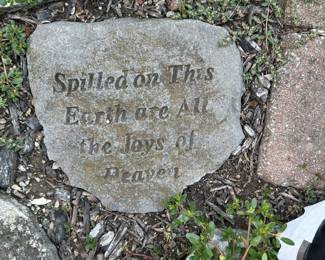 Spilled on This
Earth are All
the Joys of
Heaven